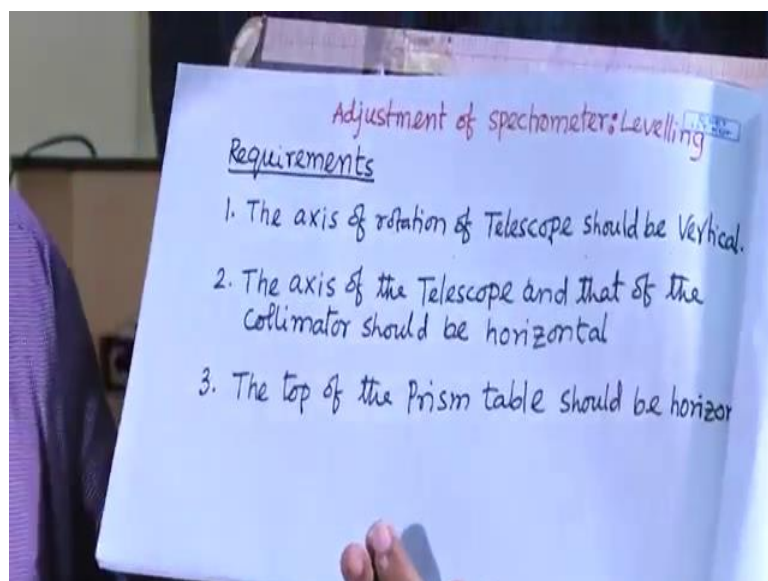 Adjustment of spectrometer: Levelling
Requirements
1. The axis of rotation of Telescope should be Vertical.
2. The axis of the Telescope and that of the
collimator should be horizontal
3. The top of the Prism table should be horizon